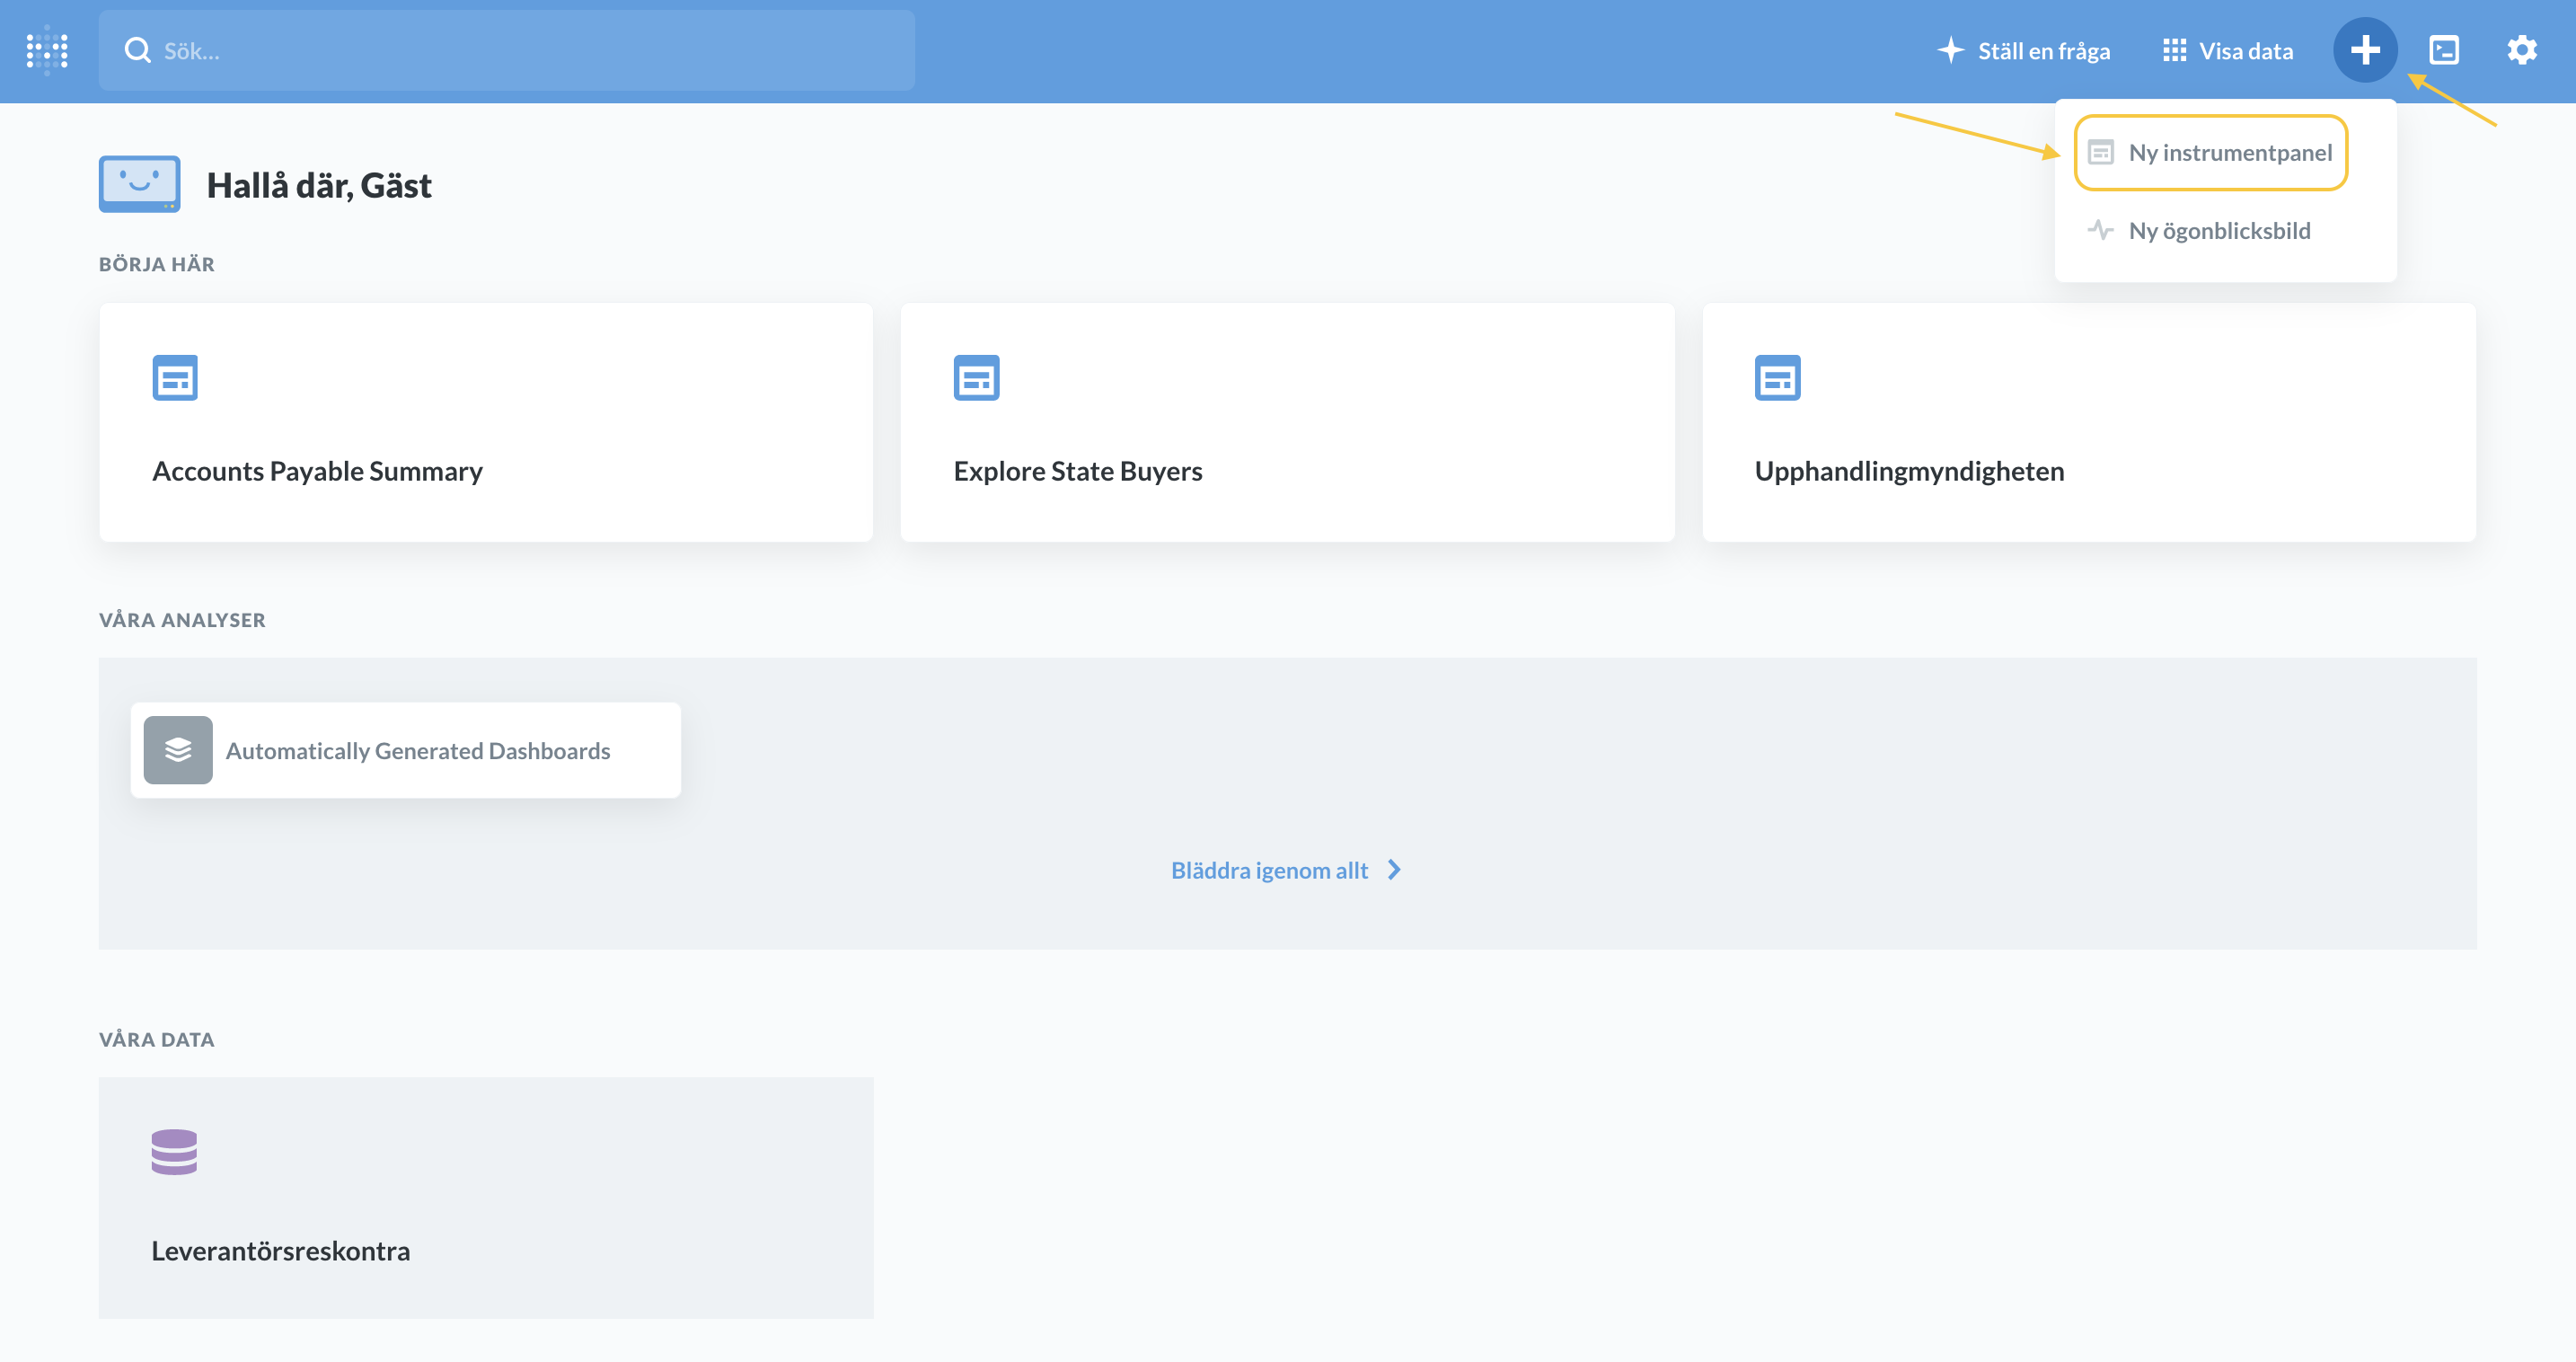 Sök...
Ställ en fråga
Visa data
Ny instrumentpanel
Ny ögonblicksbild
Hallå där, Gäst
BÖRJA HÄR
Accounts Payable Summary
Explore State Buyers
Upphandlingmyndigheten
VÅRA ANALYSER
Automatically Generated Dashboards
Bläddra igenom allt
VÅRA DATA
Leverantörsreskontra